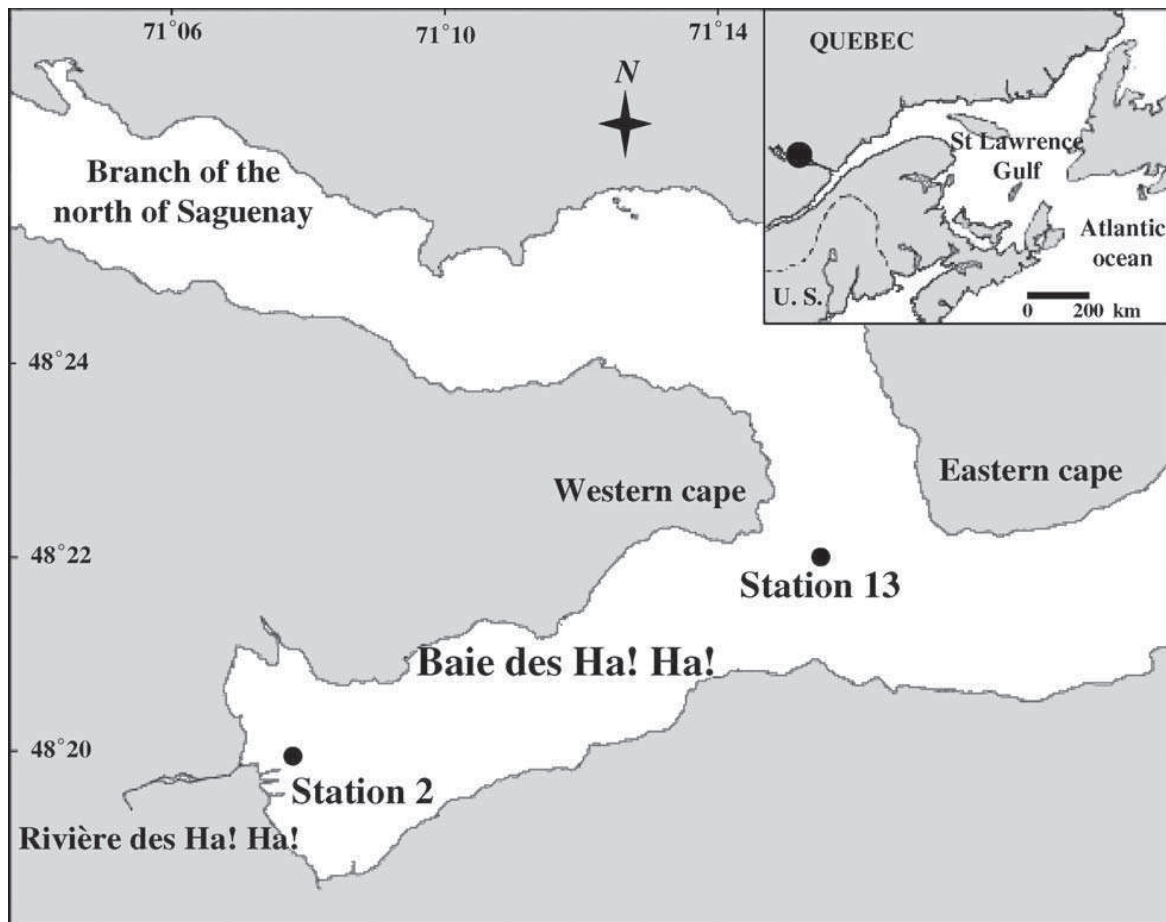 71°06
71°10
71°14
QUEBEC
St Lawrence
Gulf
Atlantic
ocean
U. S.
0 200 km
N
Branch of the
north of Saguenay
48°24
Western cape
Eastern cape
48°22
Station 13
Baie des Ha! Ha!
48°20
Station 2
Rivière des Ha! Ha!